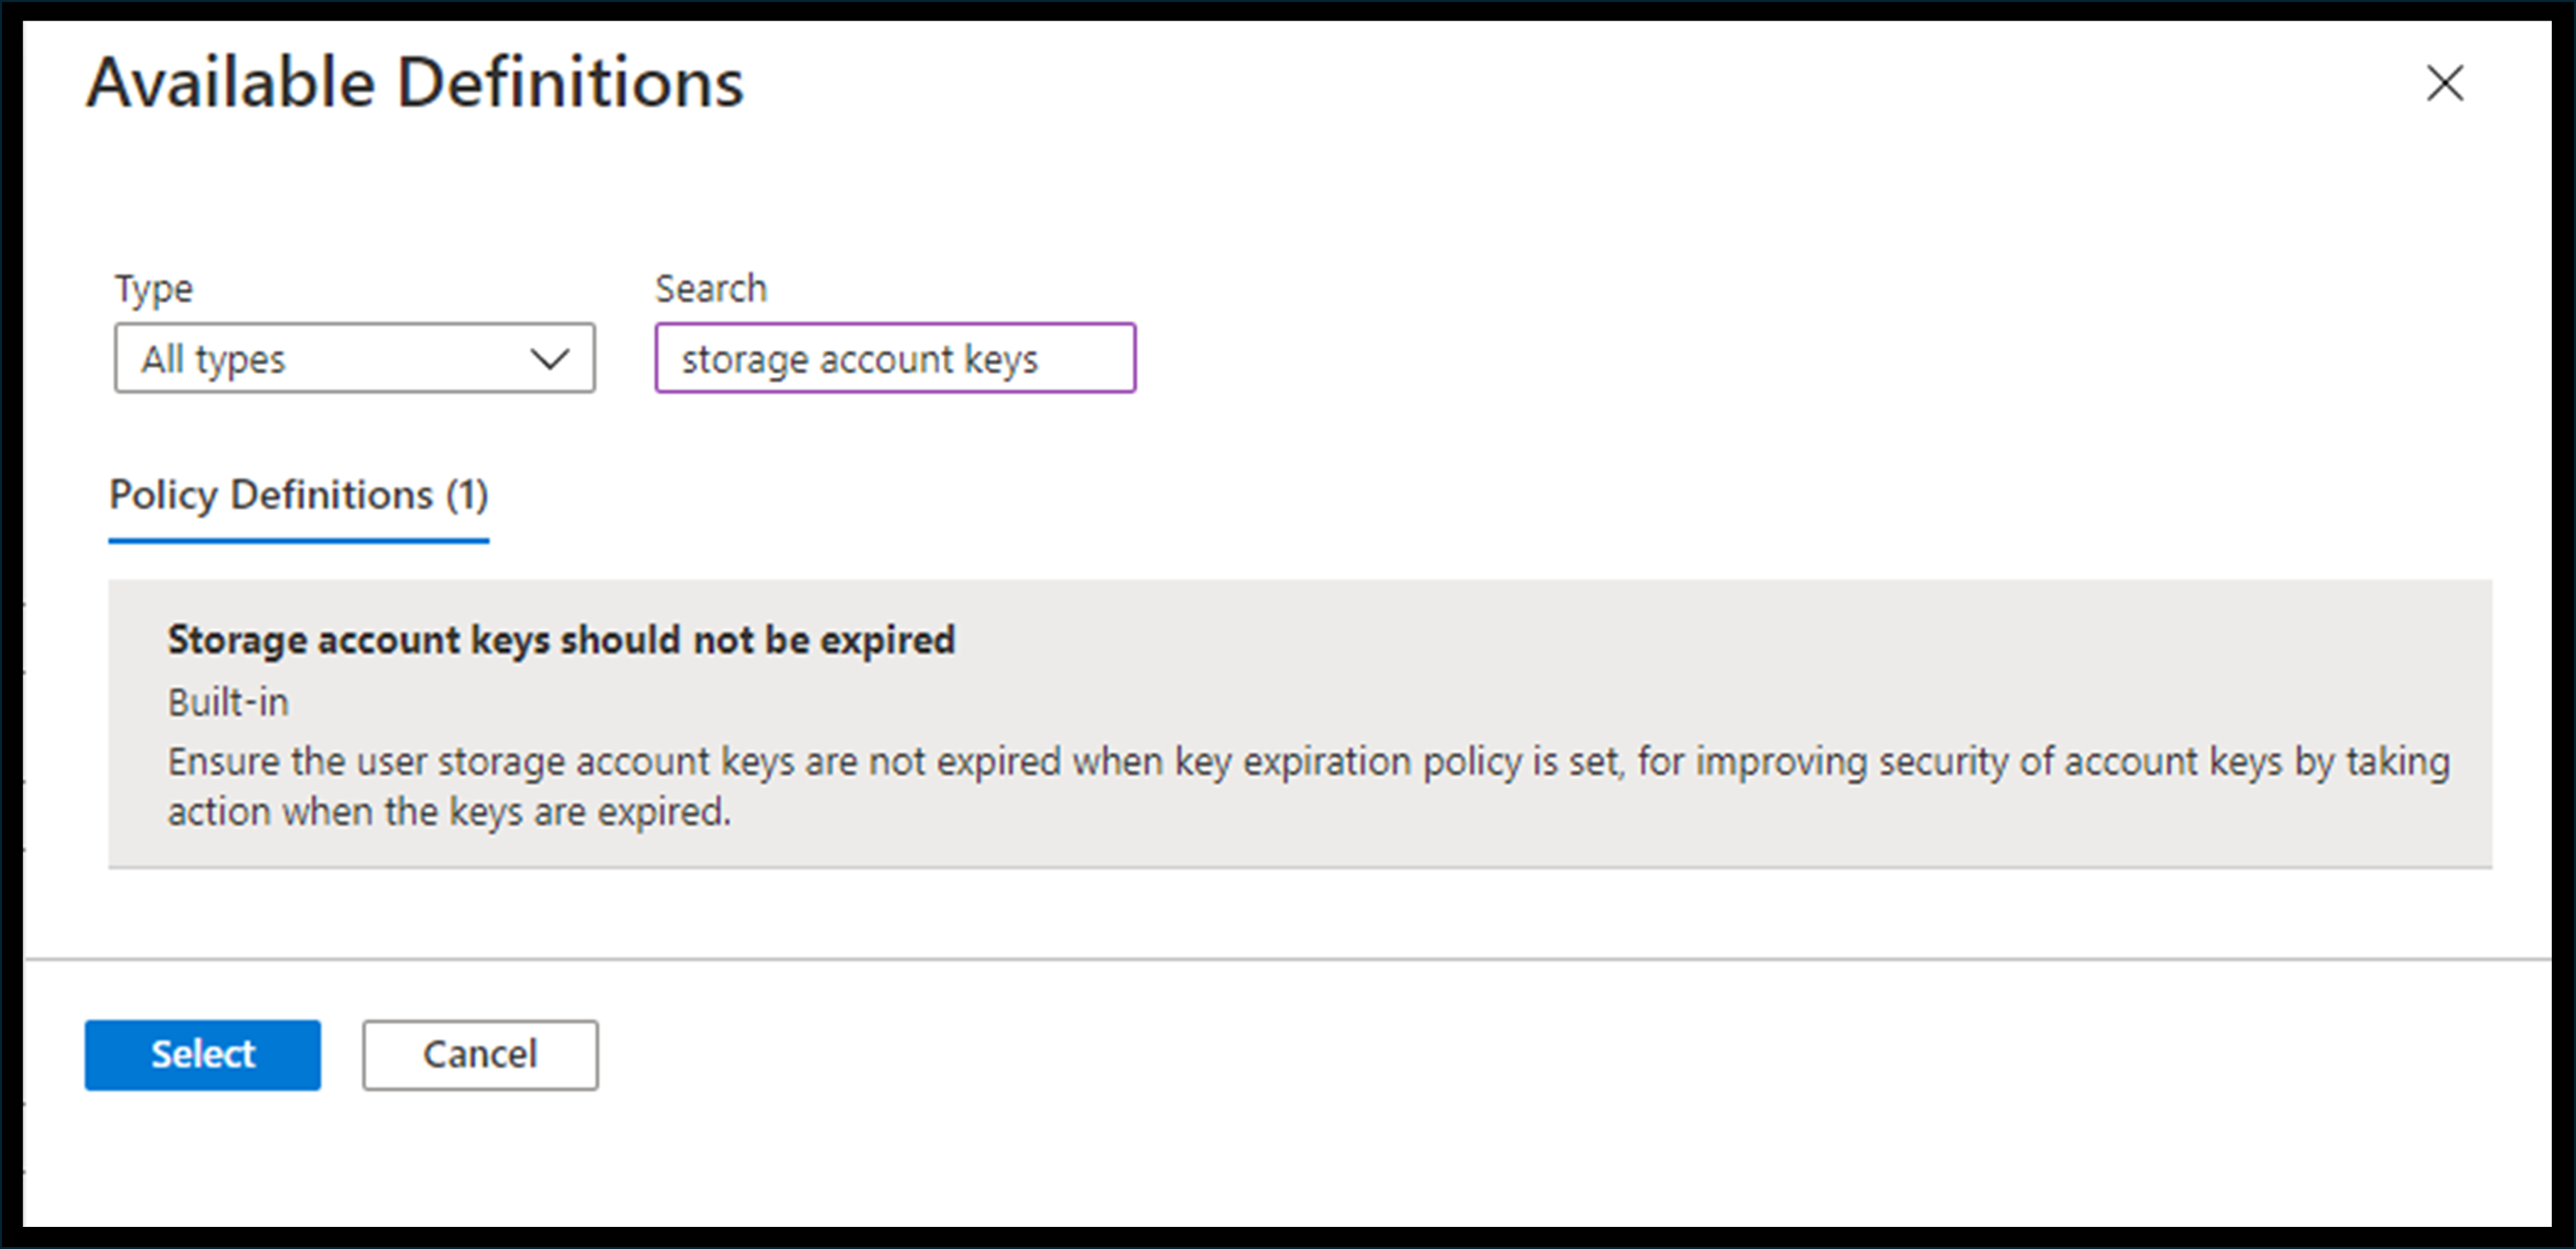 Available Definitions
Type
Search
All types
storage account keys
Policy Definitions (1)
Storage account keys should not be expired
Built-in
Ensure the user storage account keys are not expired when key expiration policy is set, for improving security of account keys by taking
action when the keys are expired.
Select
Cancel